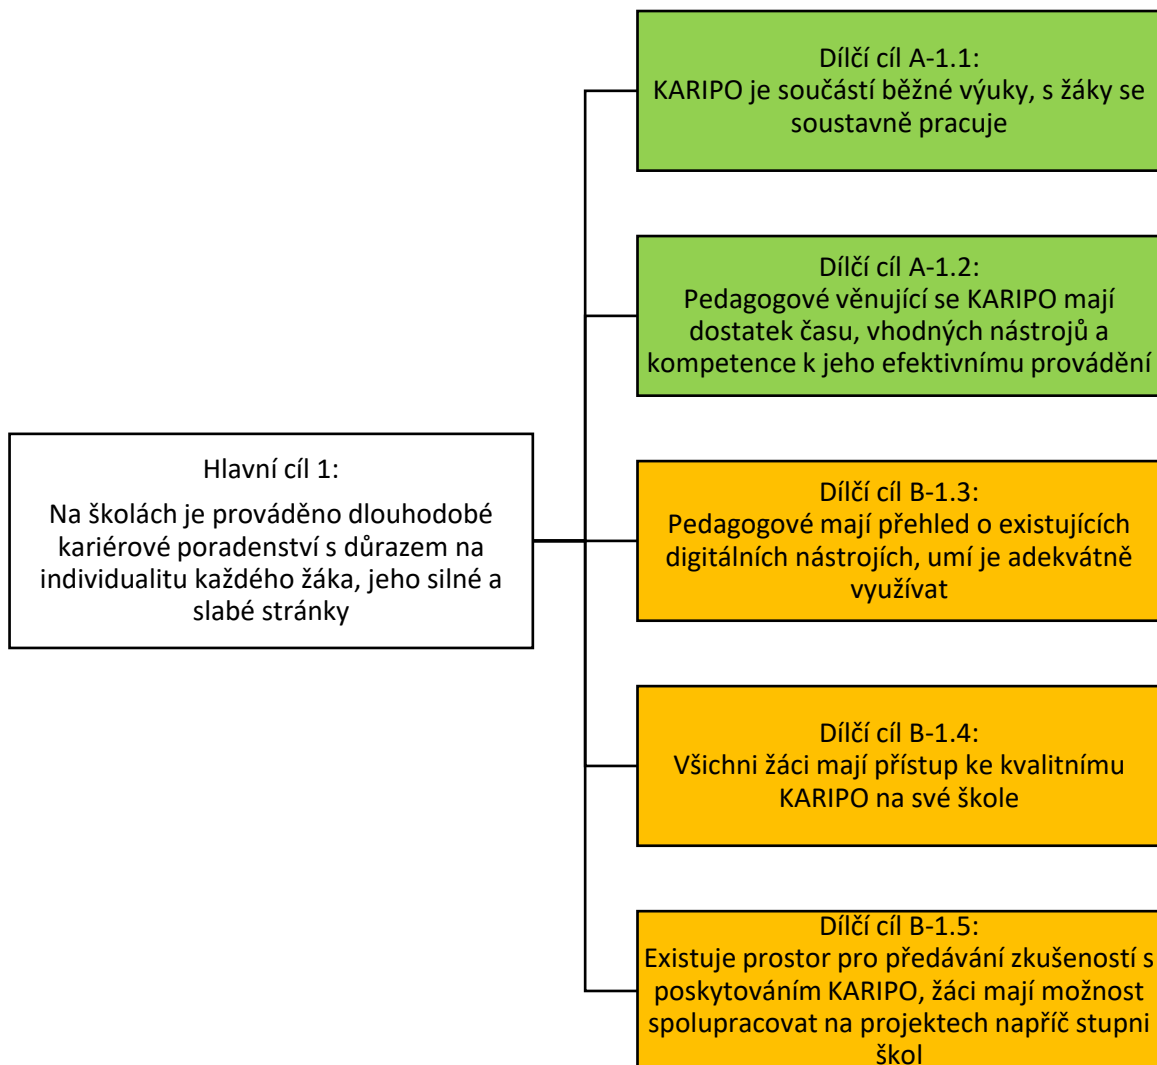 Dílčí cíl A-1.1:
KARIPO je součástí běžné výuky, s žáky se
soustavně pracuje
Dílčí cíl A-1.2:
Pedagogové věnující se KARIPO mají
dostatek času, vhodných nástrojů a
kompetence k jeho efektivnímu provádění
Hlavní cíl 1:
Na školách je prováděno dlouhodobé
kariérové poradenství s důrazem na
individualitu každého žáka, jeho silné a
slabé stránky
Dílčí cíl B-1.3:
Pedagogové mají přehled o existujících
digitálních nástrojích, umí je adekvátně
využívat
Dílčí cíl B-1.4:
Všichni žáci mají přístup ke kvalitnímu
KARIPO na své škole
Dílčí cíl B-1.5:
Existuje prostor pro předávání zkušeností s
poskytováním KARIPO, žáci mají možnost
spolupracovat na projektech napříč stupni
škol